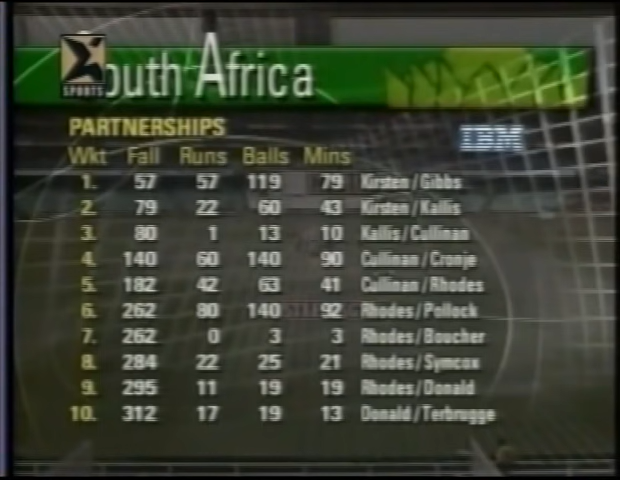 South Africa
SPORTS
PARTNERSHIPS
IBM
Wkt Fall Runs Balls Mins
1. 57 57 119 79 Kirsten/Gibbs
2. 79 22 60 43 Kirsten/Kallis
3. 80 1 13 10 Kallis/Cullinan
4. 140 60 140 90 Cullinan/Cronje
5. 182 42 63 41 Cullinan/Rhodes
6. 262 80 140 92 Rhodes/Pollock
7. 262 0 3 3 Rhodes/Boucher
8. 284 22 25 21 Rhodes/Symcox
9. 295 11 19 19 Rhodes/Donald
10. 312 17 19 13 Donald/Terbrugge